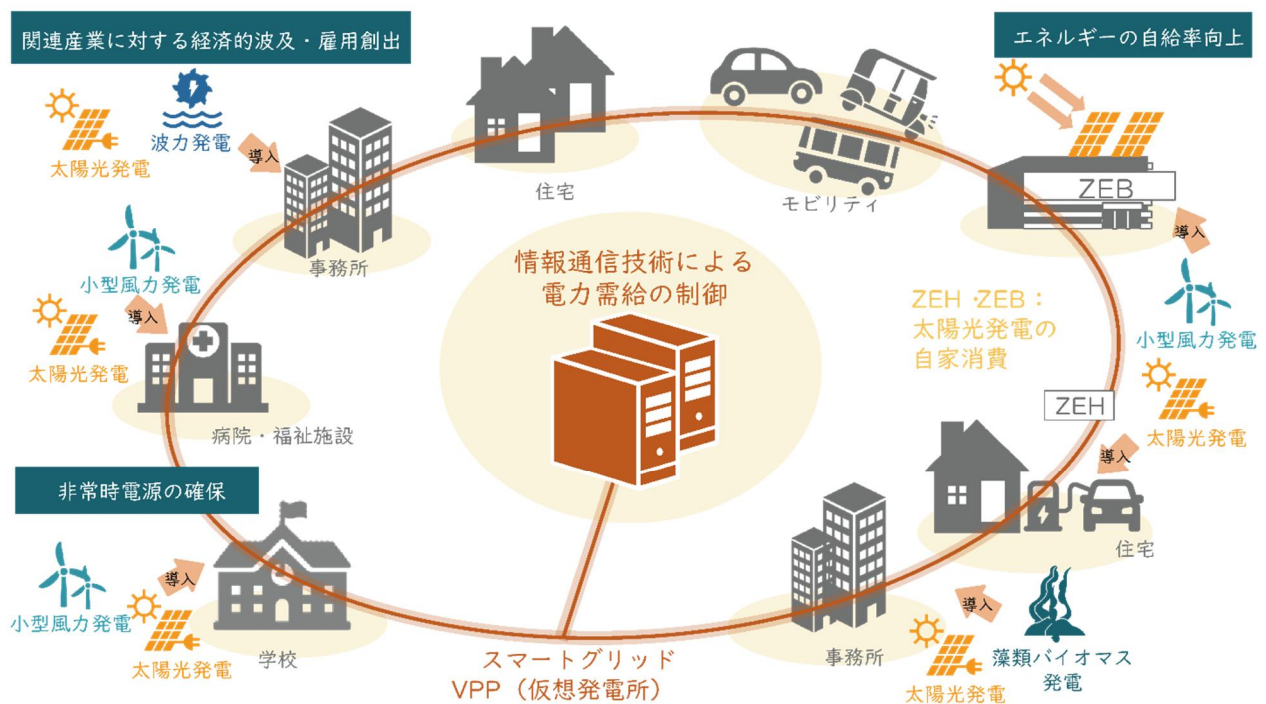 関連産業に対する経済的波及・雇用創出
エネルギーの自給率向上
波力発電
太陽光発電
導入
事務所
住宅
モビリティ
ZEB
導入
小型風力発電
太陽光発電
導入
病院・福祉施設
情報通信技術による
電力需給の制御
ZEH・ZEB：
太陽光発電の
自家消費
小型風力発電
ZEH
太陽光発電
導入
住宅
非常時電源の確保
小型風力発電
太陽光発電
導入
学校
スマートグリッド
VPP（仮想発電所）
事務所
導入
太陽光発電
藻類バイオマス
発電